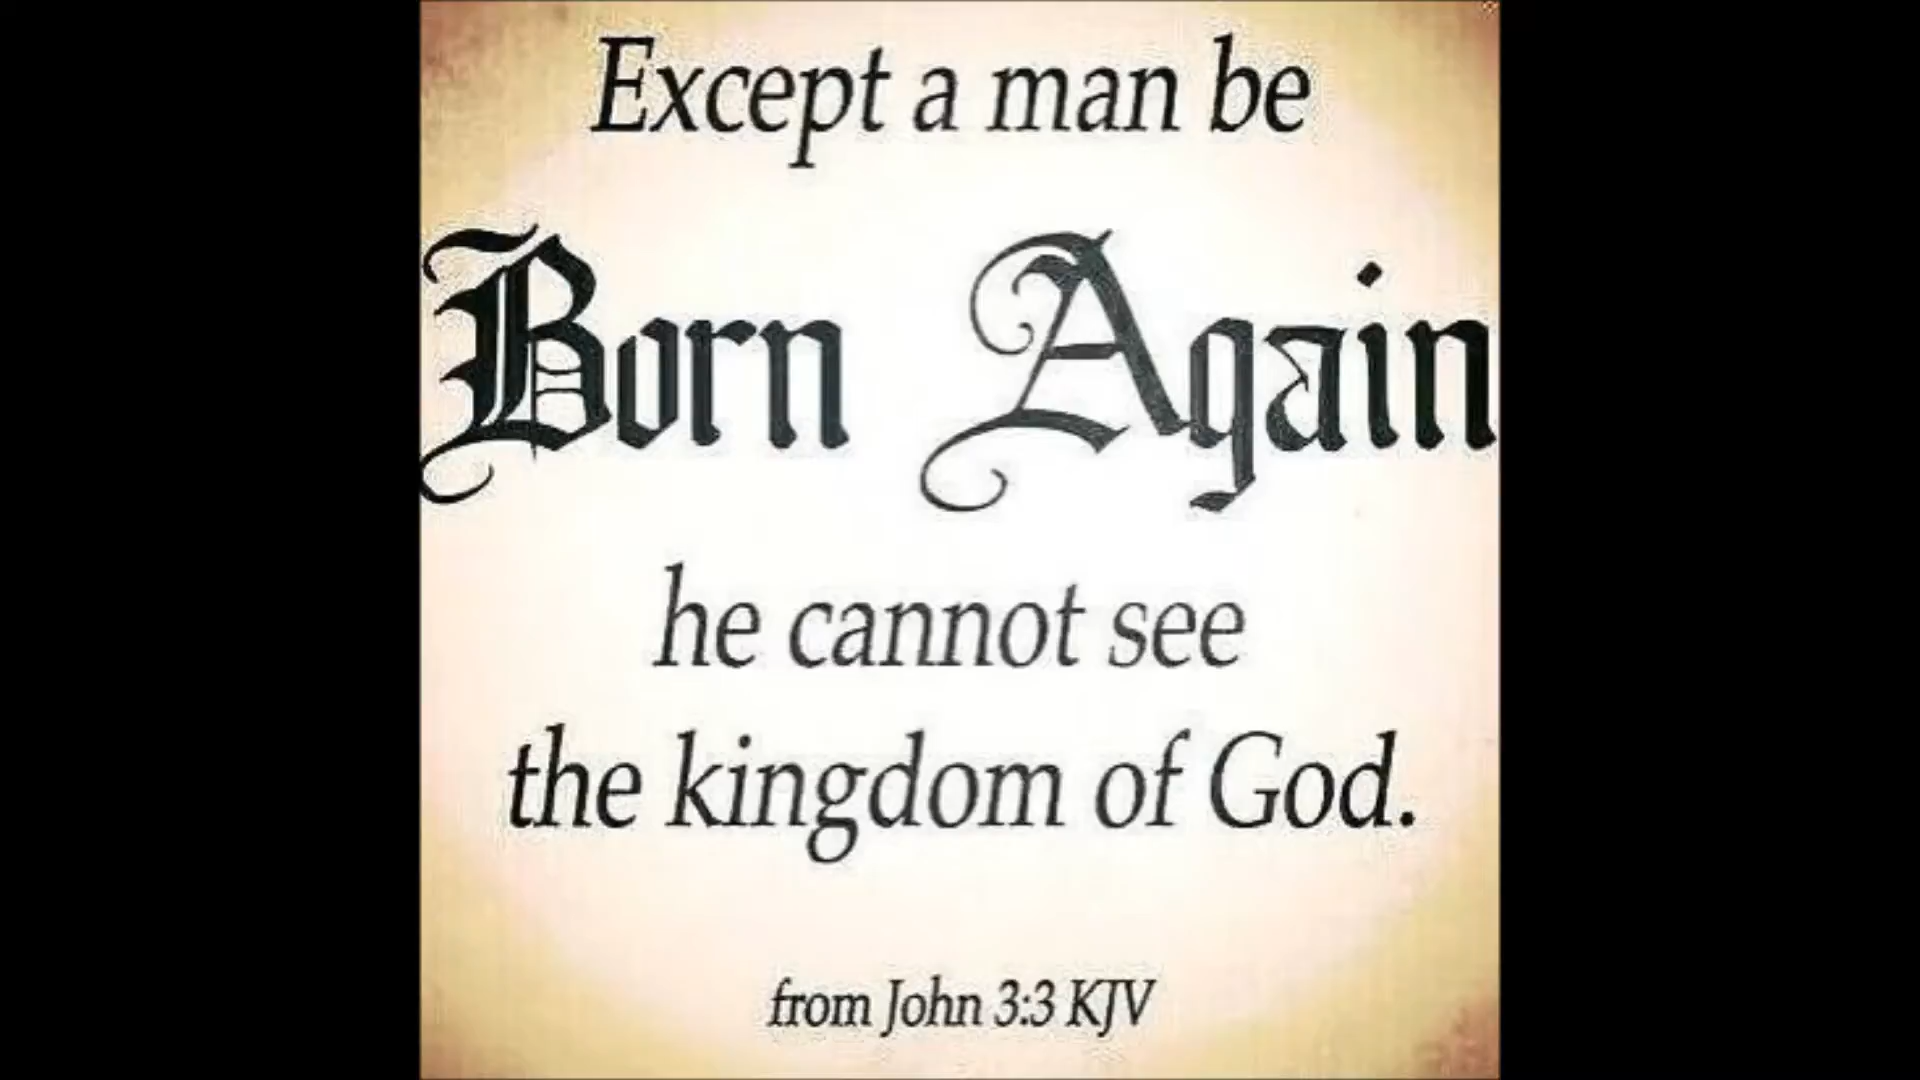 Except a man be
Born Again
he cannot see
the kingdom of God.
from John 3:3 KJV